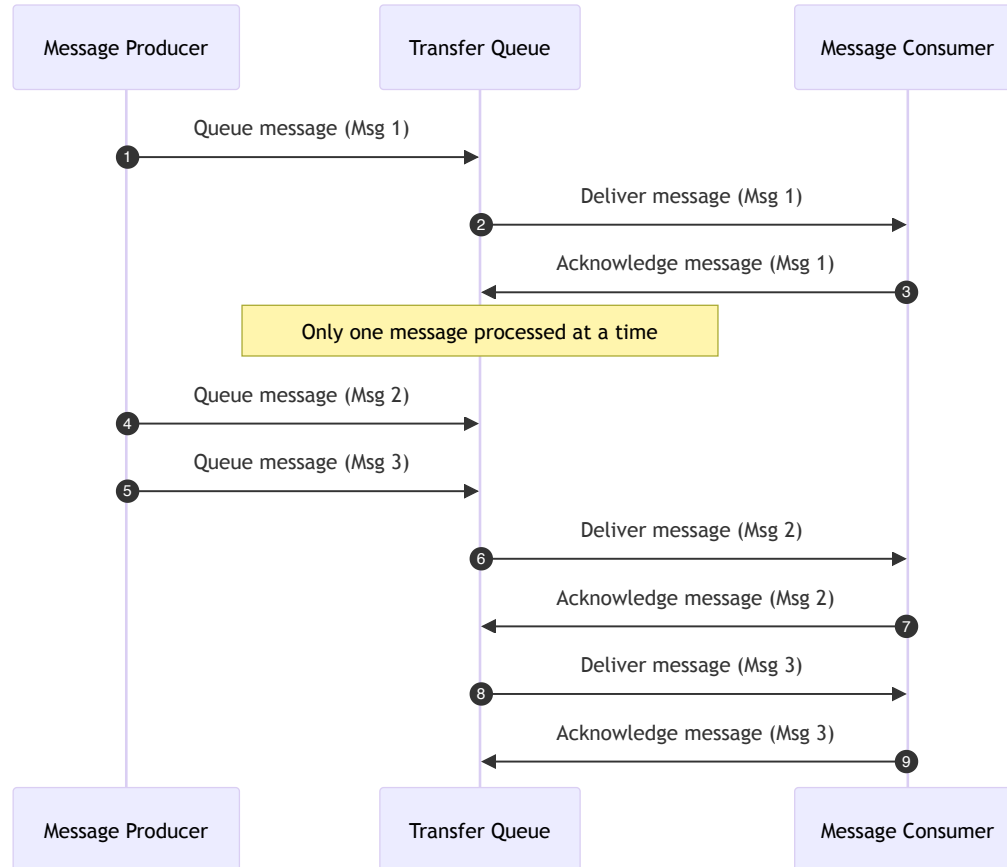 Message Producer
Transfer Queue
Message Consumer
Queue message (Msg 1)
1
Deliver message (Msg 1)
2
Acknowledge message (Msg 1)
3
Only one message processed at a time
Queue message (Msg 2)
4
Queue message (Msg 3)
5
Deliver message (Msg 2)
6
Acknowledge message (Msg 2)
7
Deliver message (Msg 3)
8
Acknowledge message (Msg 3)
9
Message Producer
Transfer Queue
Message Consumer